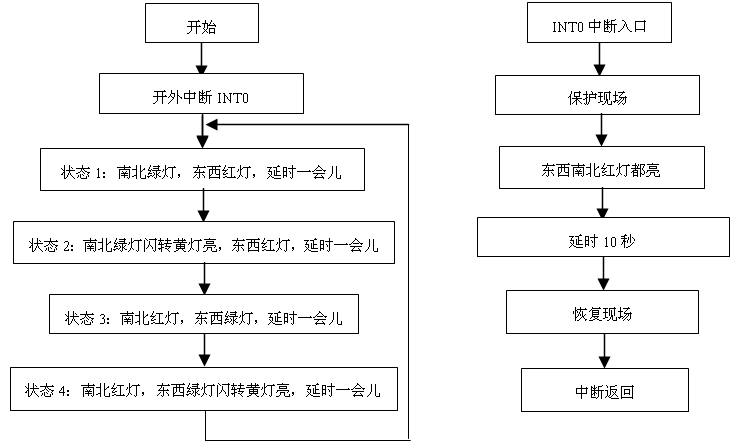 开始
开外中断 INT0
状态 1：南北绿灯，东西红灯，延时一会儿
状态 2：南北绿灯闪转黄灯亮，东西红灯，延时一会儿
状态 3：南北红灯，东西绿灯，延时一会儿
状态 4：南北红灯，东西绿灯闪转黄灯亮，延时一会儿
INT0 中断入口
保护现场
东西南北红灯都亮
延时 10 秒
恢复现场
中断返回